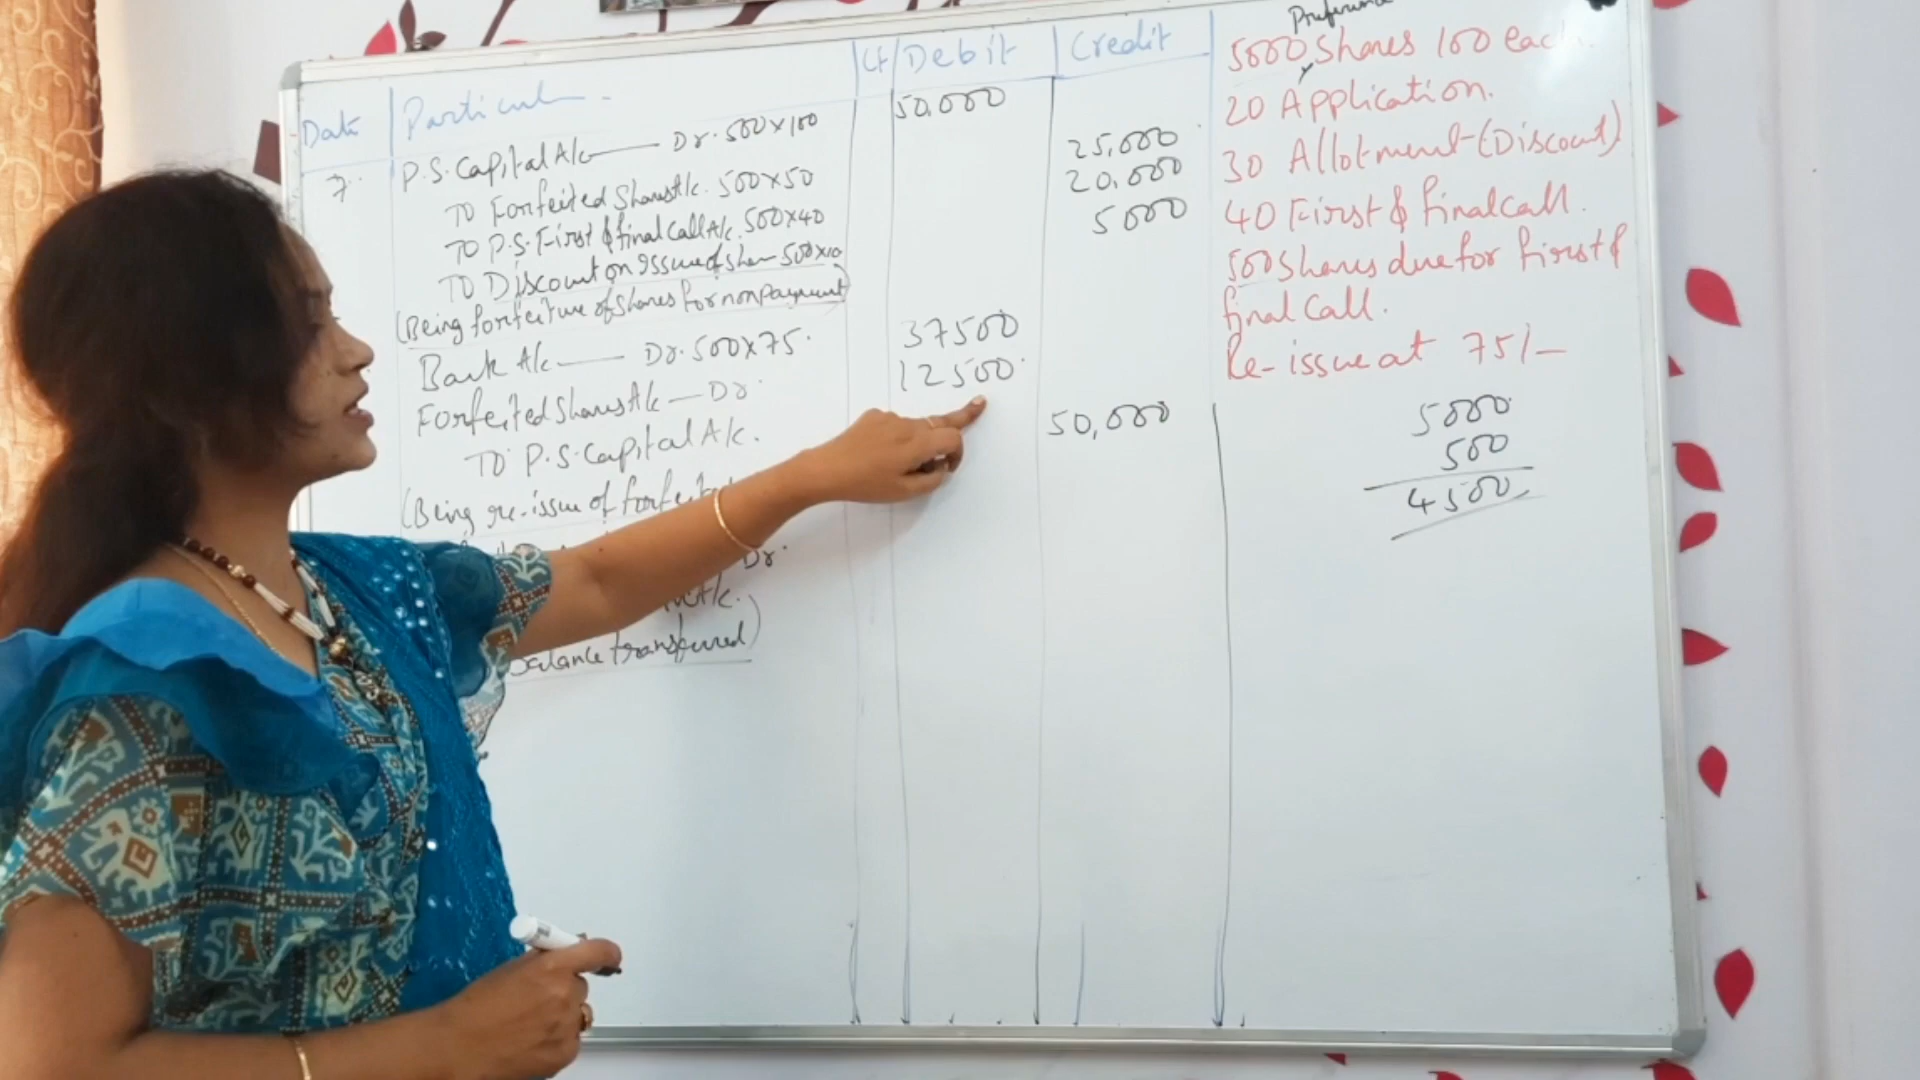 Date Particul Lf Debit Credit
7. P.S. Capital A/c Dr. 500×100 50,000
TO Forfeited Shares A/c. 500×50 25,000
TO P.S. First & final Call A/c. 500×40 20,000
TO Discount on Issue of share 500×10 5000
(Being forfeiture of shares for non payment)
Bank A/c Dr. 500×75. 37500
Forfeited Shares A/c — Dr. 12500
TO P.S. Capital A/c. 50,000
(Being re-issue of
Dr.
A/c.
balance transferred)
Preference
5000 Shares 100 each.
20 Application.
30 Allotment (Discount)
40 First & final call.
500 Shares due for first &
final call.
Re-issue at 75/-
5000
500
4500